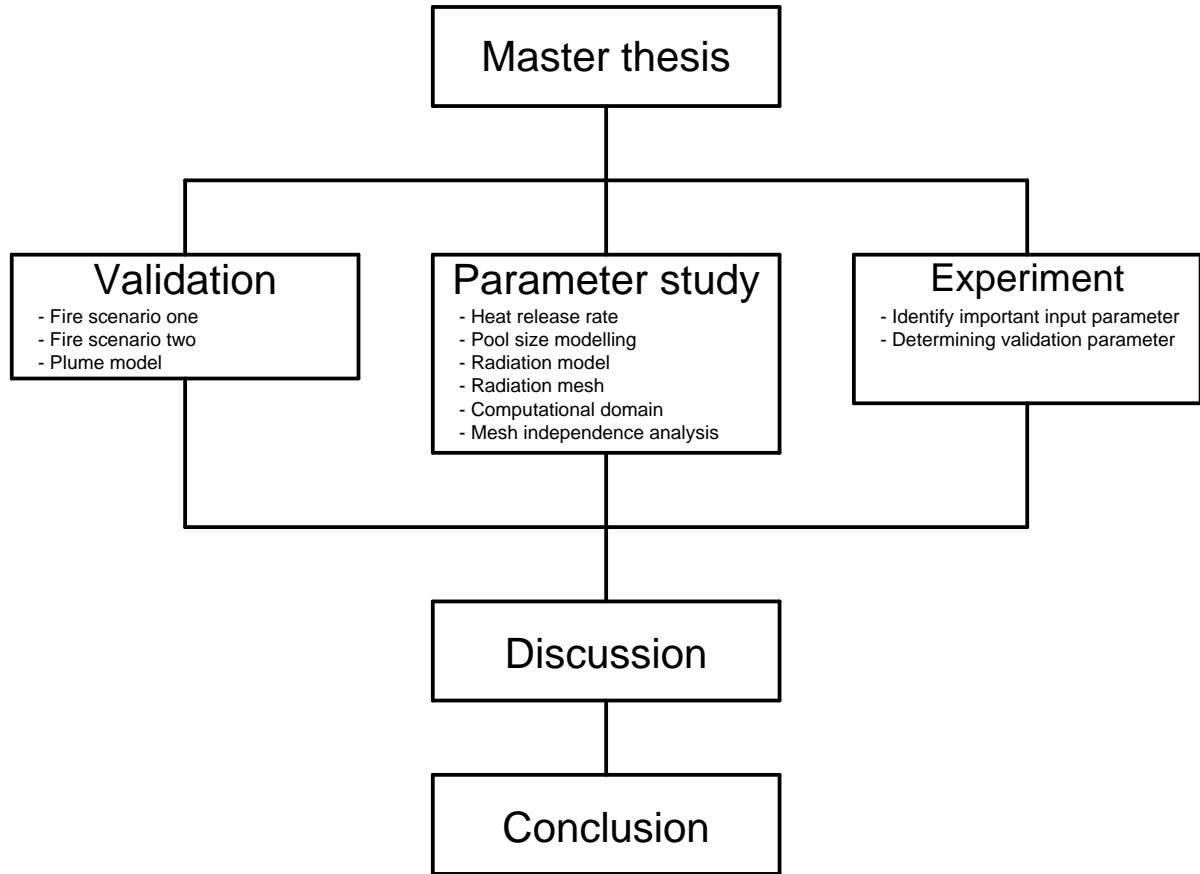 Master thesis
Validation
- Fire scenario one
- Fire scenario two
- Plume model
Parameter study
- Heat release rate
- Pool size modelling
- Radiation model
- Radiation mesh
- Computational domain
- Mesh independence analysis
Experiment
- Identify important input parameter
- Determining validation parameter
Discussion
Conclusion